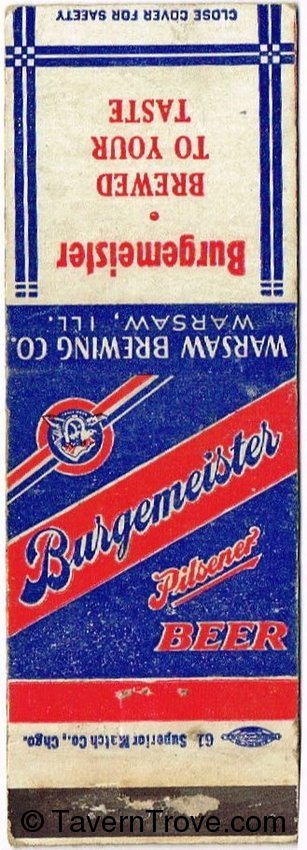 CLOSE COVER FOR SAFETY
Burgemeister
•
BREWED
TO YOUR
TASTE
WARSAW BREWING CO.
WARSAW, ILL.
Burgemeister
Pilsener
BEER
61 Superior Match Co., Chgo.
© TavernTrove.com